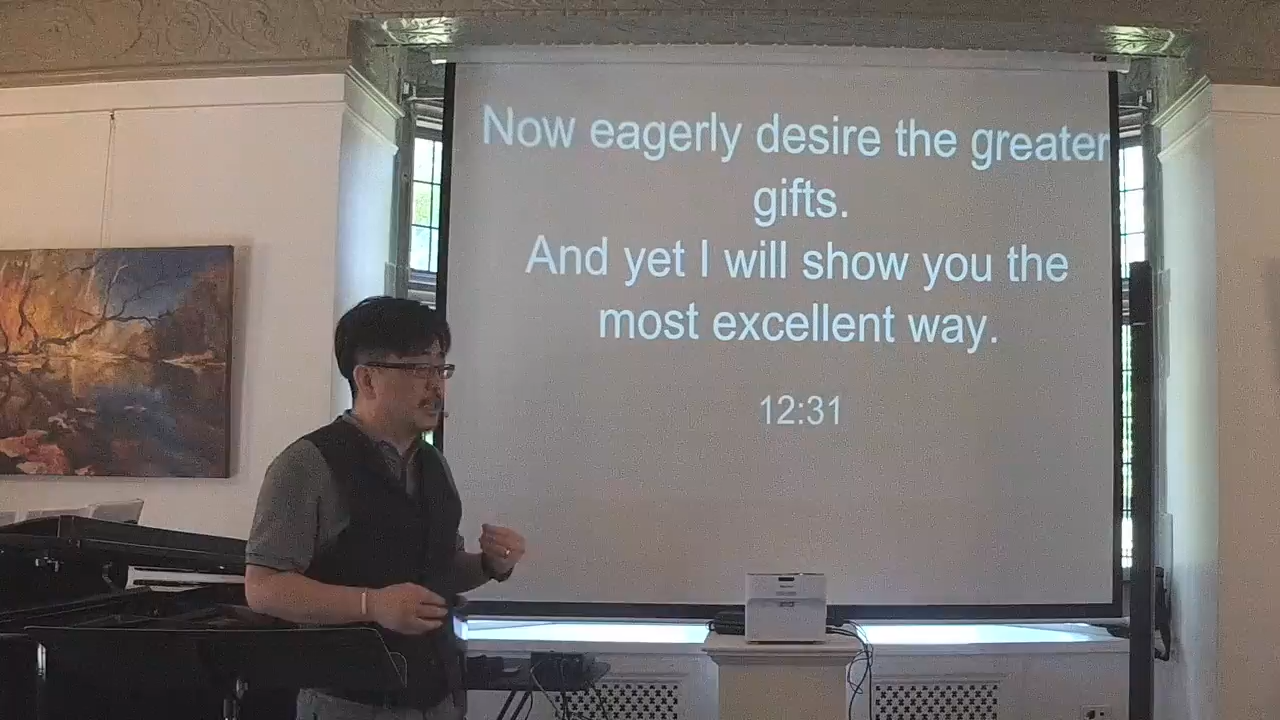 Now eagerly desire the greater
gifts.
And yet I will show you the
most excellent way.
12:31